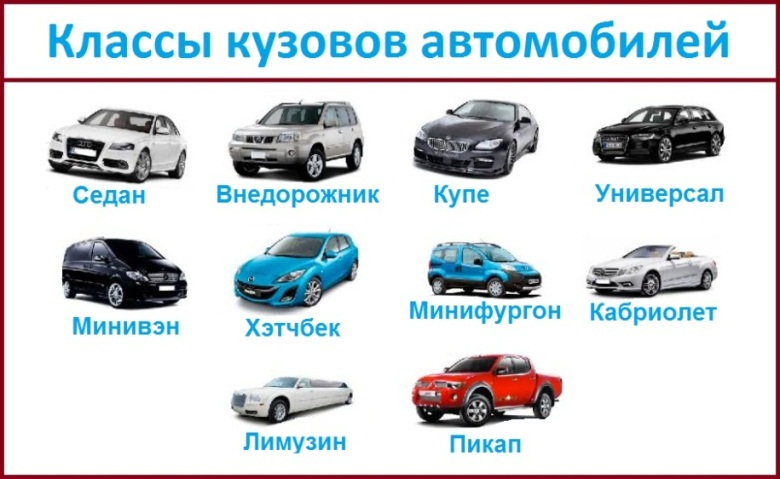 Классы кузовов автомобилей
Седан
Внедорожник
Купе
Универсал
Минивэн
Хэтчбек
Минифургон
Кабриолет
Лимузин
Пикап